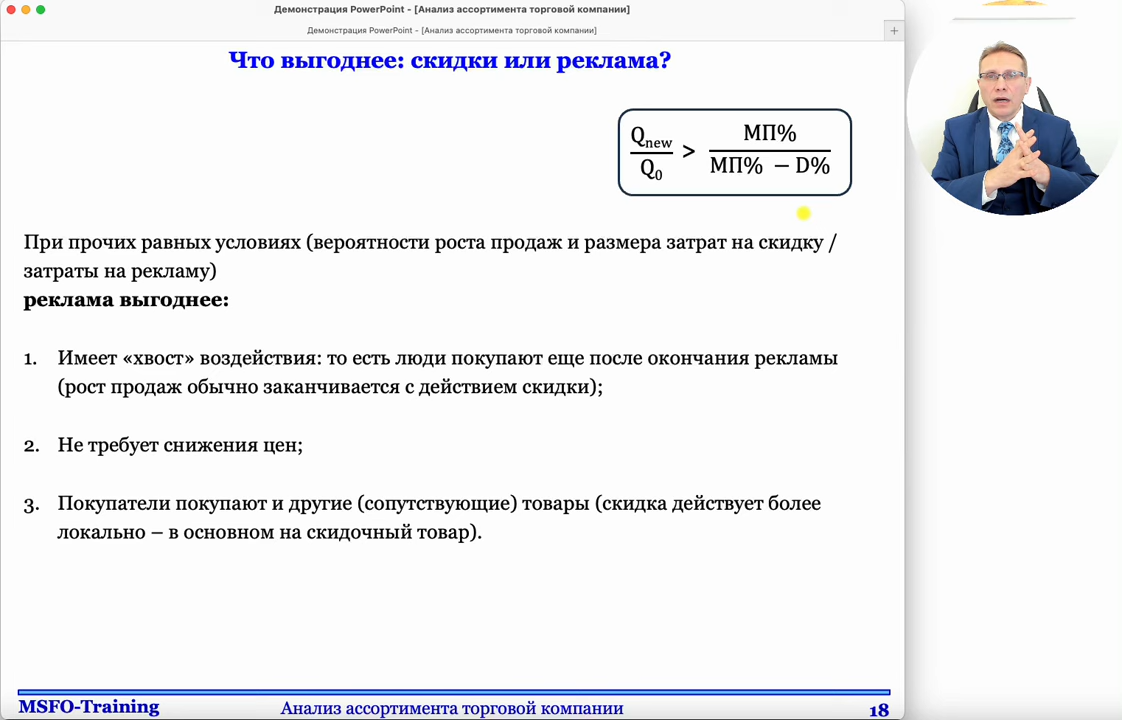 Демонстрация PowerPoint - [Анализ ассортимента торговой компании]
Демонстрация PowerPoint - [Анализ ассортимента торговой компании]
Что выгоднее: скидки или реклама?
Qnew / Q0 > МП% / МП% − D%
При прочих равных условиях (вероятности роста продаж и размера затрат на скидку /
затраты на рекламу)
реклама выгоднее:
1. Имеет «хвост» воздействия: то есть люди покупают еще после окончания рекламы
(рост продаж обычно заканчивается с действием скидки);
2. Не требует снижения цен;
3. Покупатели покупают и другие (сопутствующие) товары (скидка действует более
локально – в основном на скидочный товар).
MSFO-Training Анализ ассортимента торговой компании 18